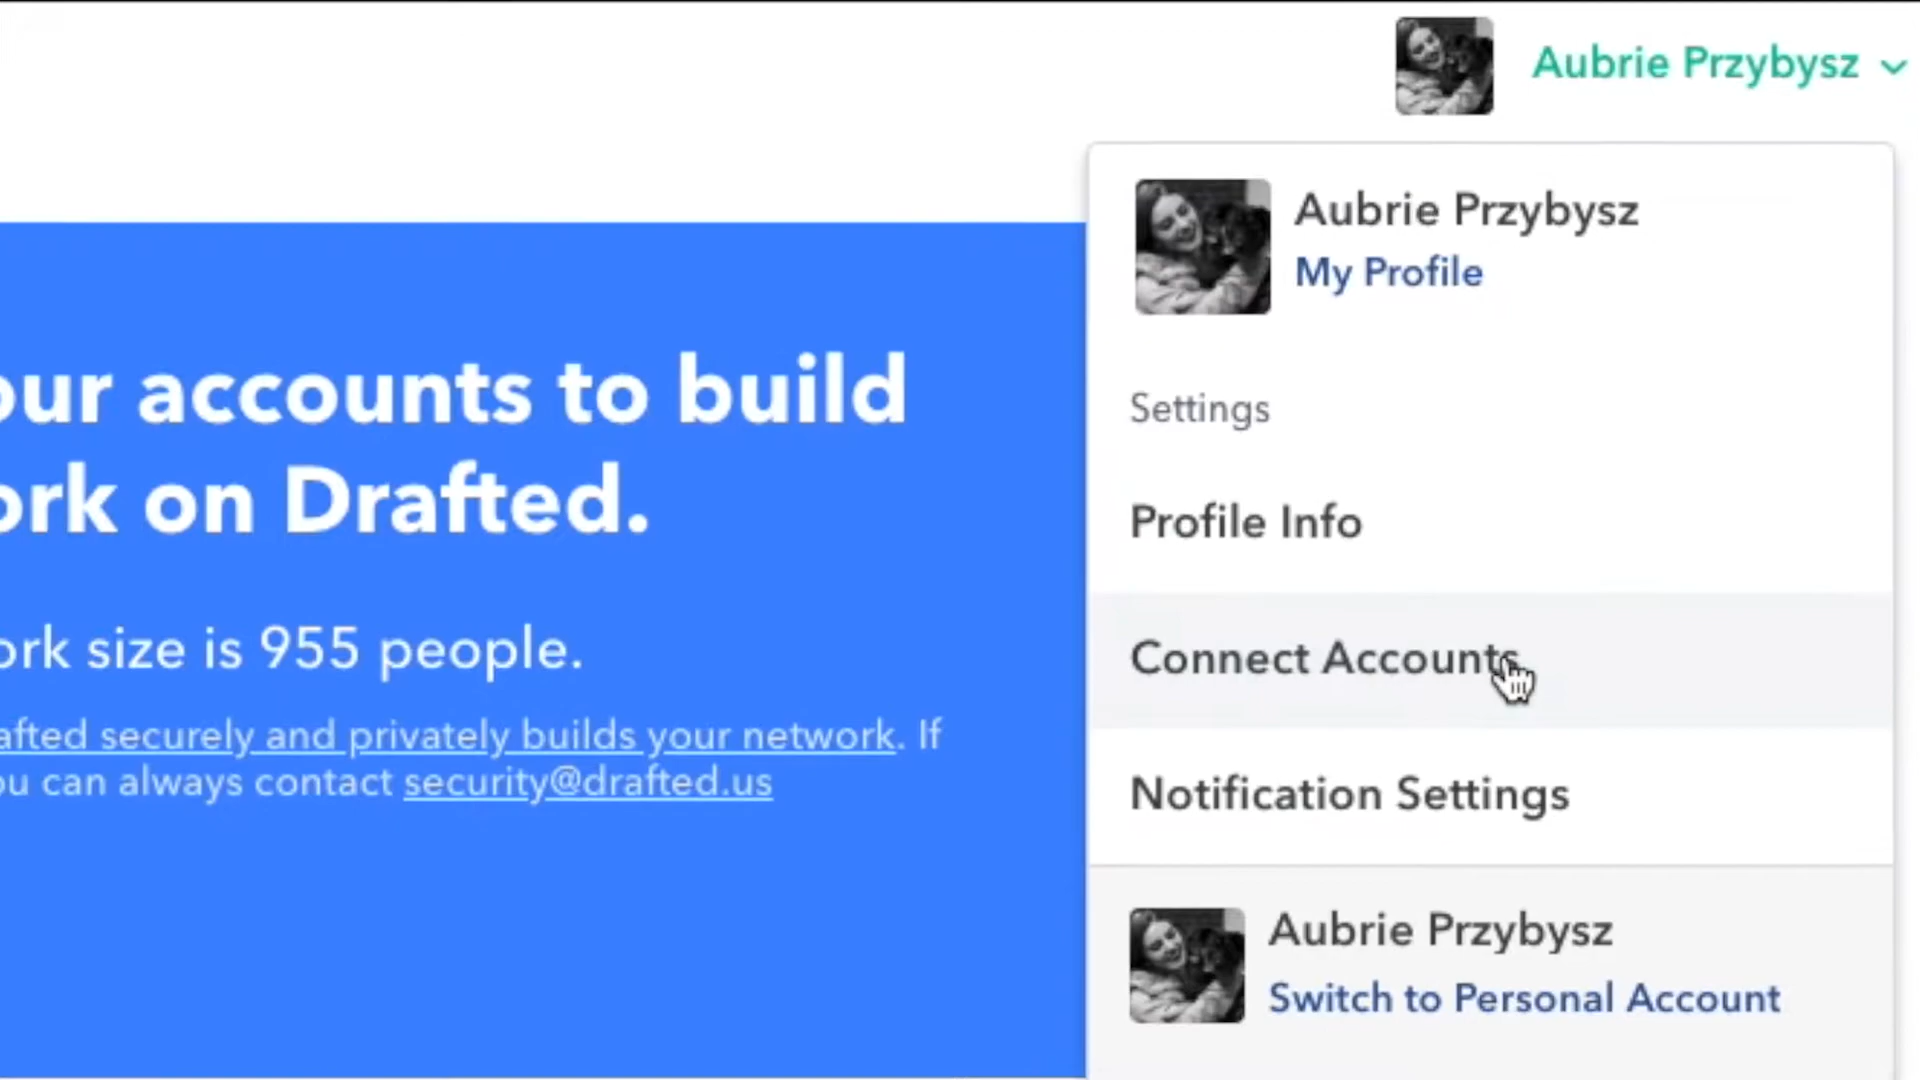 Aubrie Przybysz
Aubrie Przybysz
My Profile
Settings
Profile Info
Connect Accounts
Notification Settings
Aubrie Przybysz
Switch to Personal Account
our accounts to build
ork on Drafted.
ork size is 955 people.
afted securely and privately builds your network. If
ou can always contact security@drafted.us